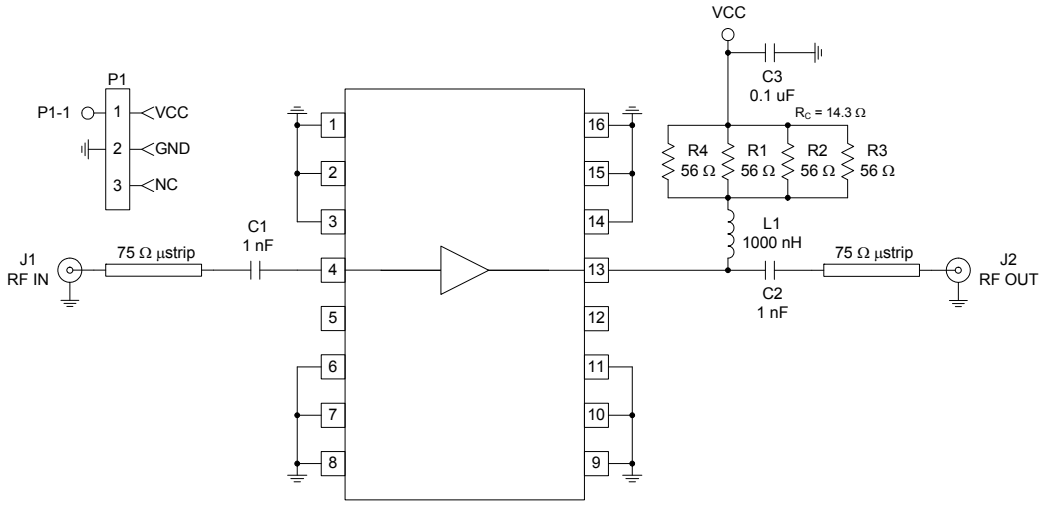 VCC
C3
0.1 uF
P1
P1-1
1
VCC
2
GND
3
NC
R_C = 14.3 Ω
R4
56 Ω
R1
56 Ω
R2
56 Ω
R3
56 Ω
L1
1000 nH
1
2
3
4
5
6
7
8
16
15
14
13
12
11
10
9
J1
RF IN
75 Ω µstrip
C1
1 nF
C2
1 nF
75 Ω µstrip
J2
RF OUT